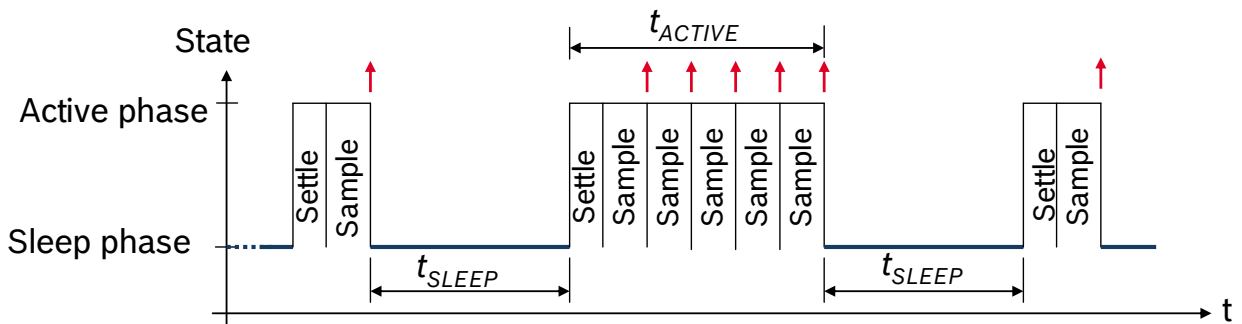 t_ACTIVE
State
Active phase
Settle
Sample
Settle
Sample
Sample
Sample
Sample
Sample
Settle
Sample
Sleep phase
t_SLEEP
t_SLEEP
t